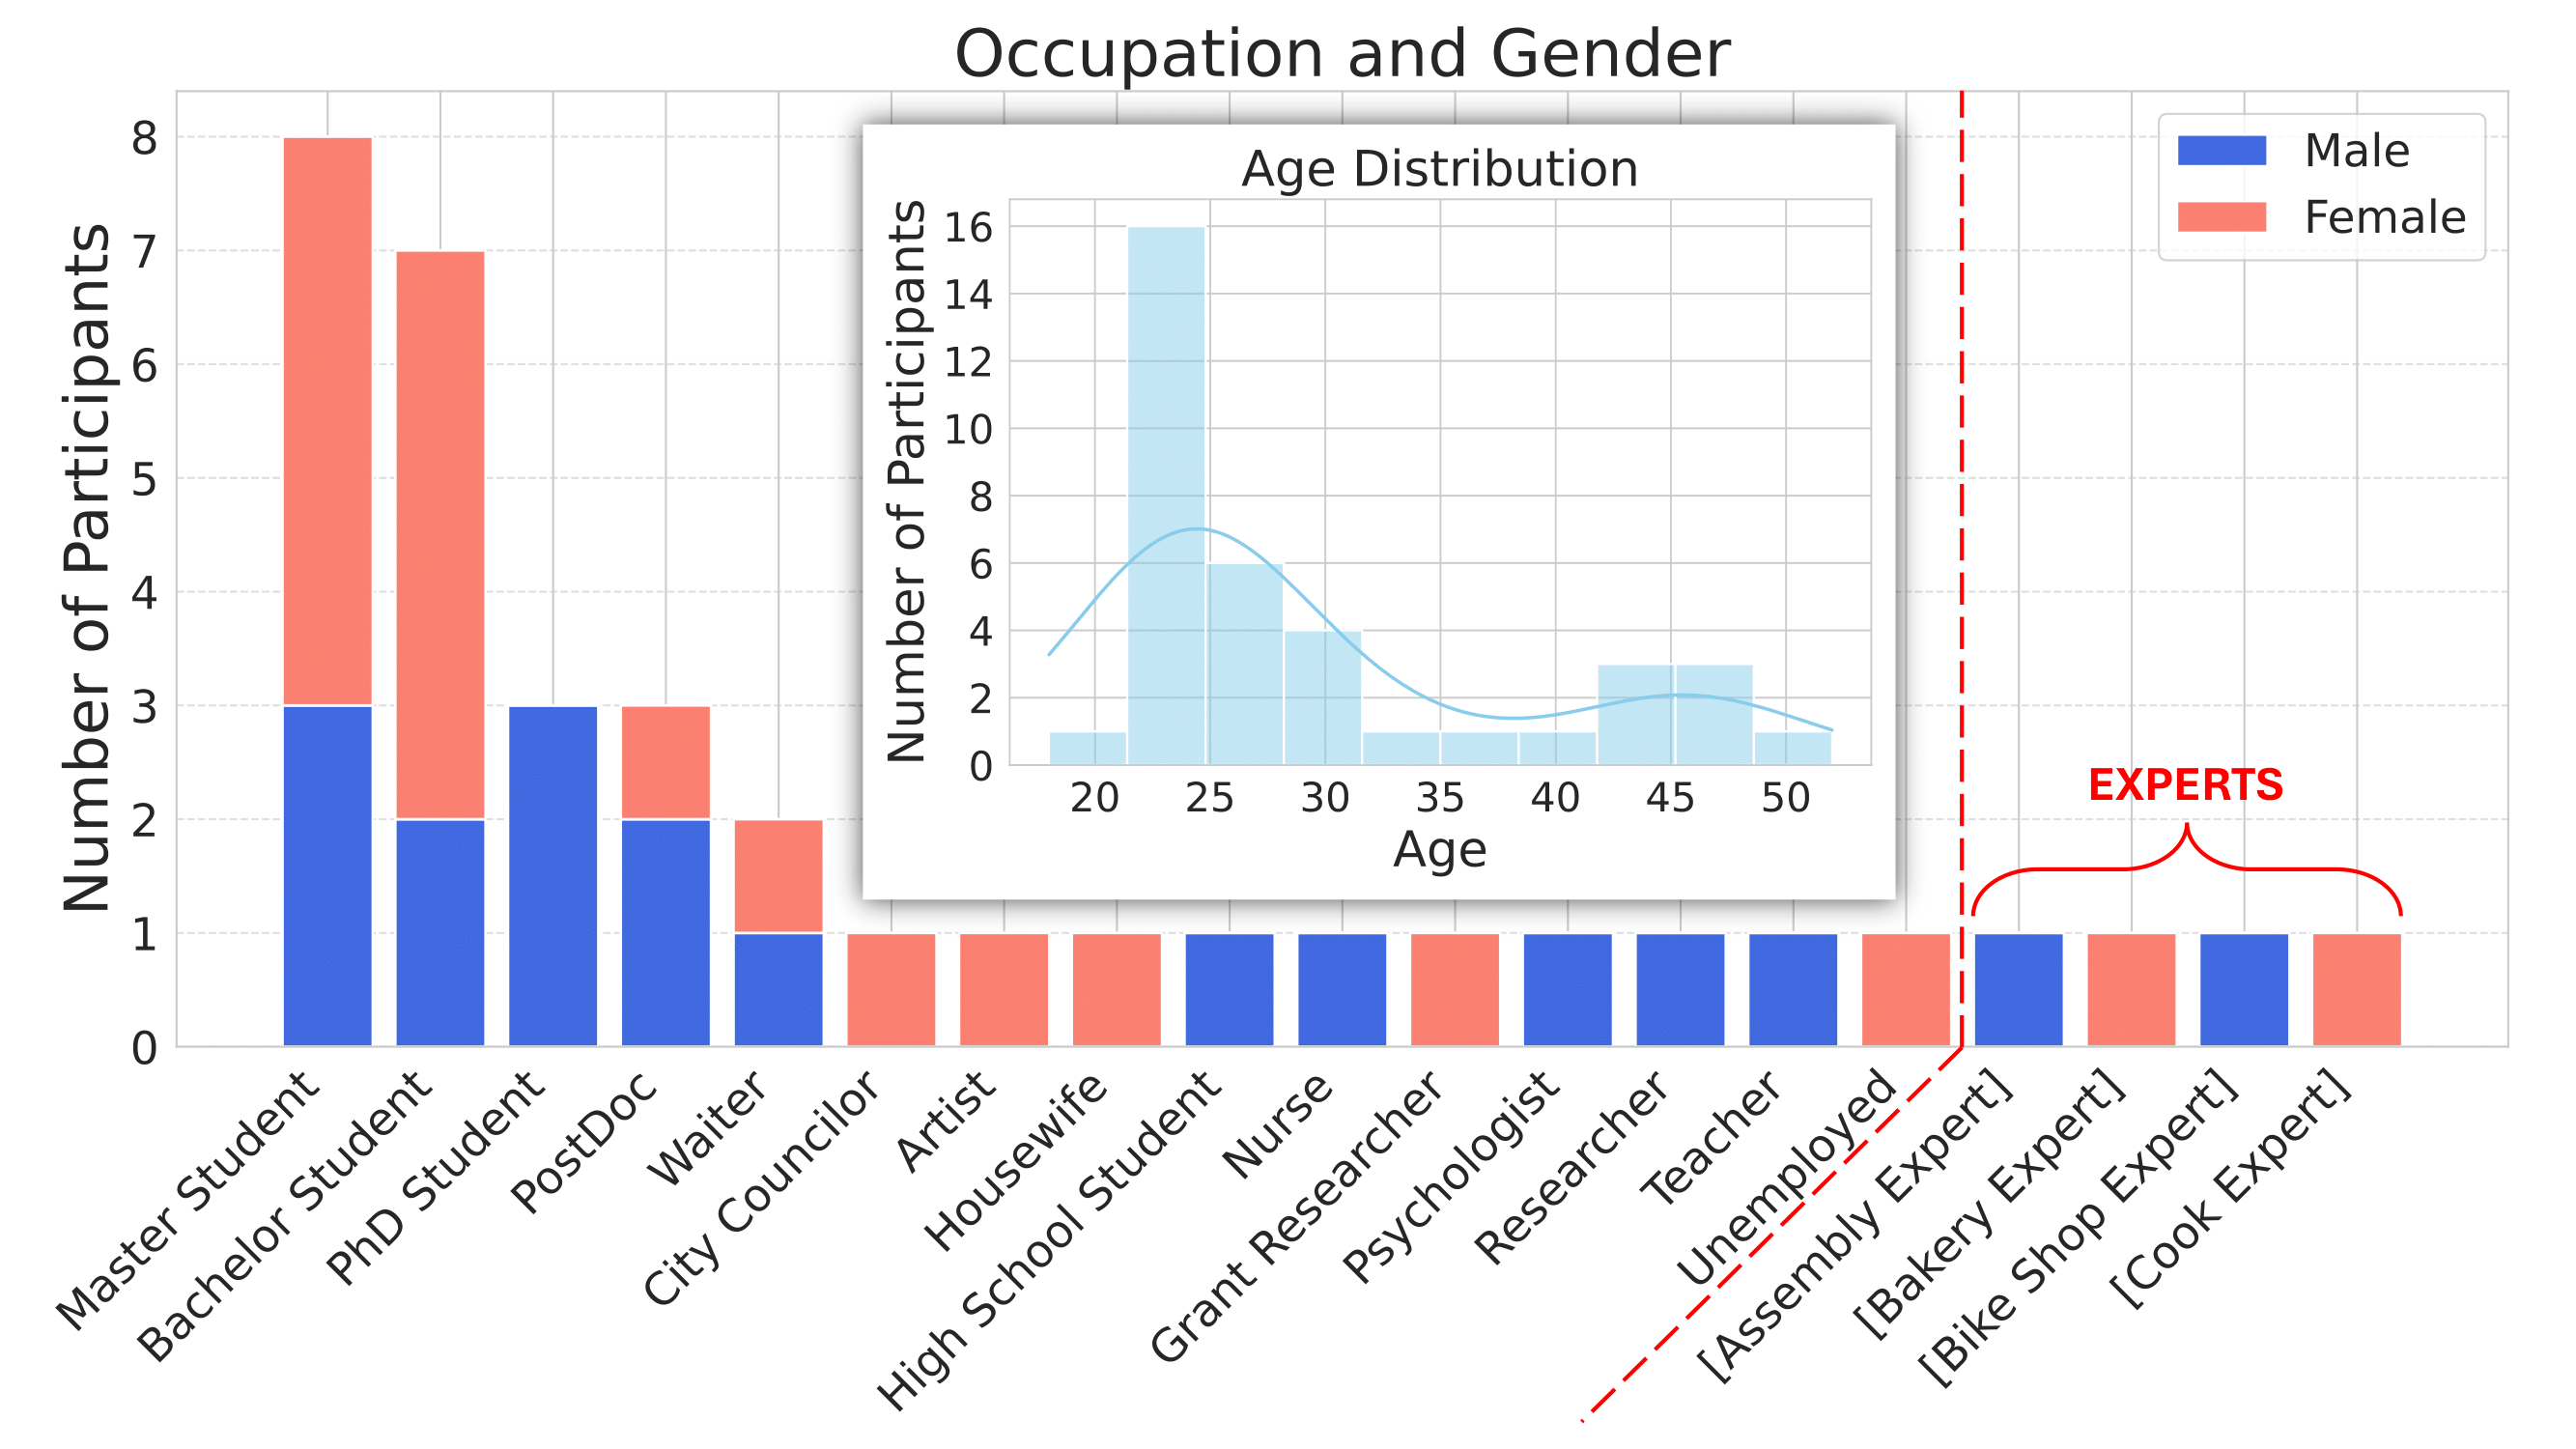 Occupation and Gender
Number of Participants
8
7
6
5
4
3
2
1
0
Male
Female
Age Distribution
Number of Participants
16
14
12
10
8
6
4
2
0
20 25 30 35 40 45 50
Age
EXPERTS
Master Student
Bachelor Student
PhD Student
PostDoc
Waiter
City Councilor
Artist
Housewife
High School Student
Nurse
Grant Researcher
Psychologist
Researcher
Teacher
Unemployed
[Assembly Expert]
[Bakery Expert]
[Bike Shop Expert]
[Cook Expert]